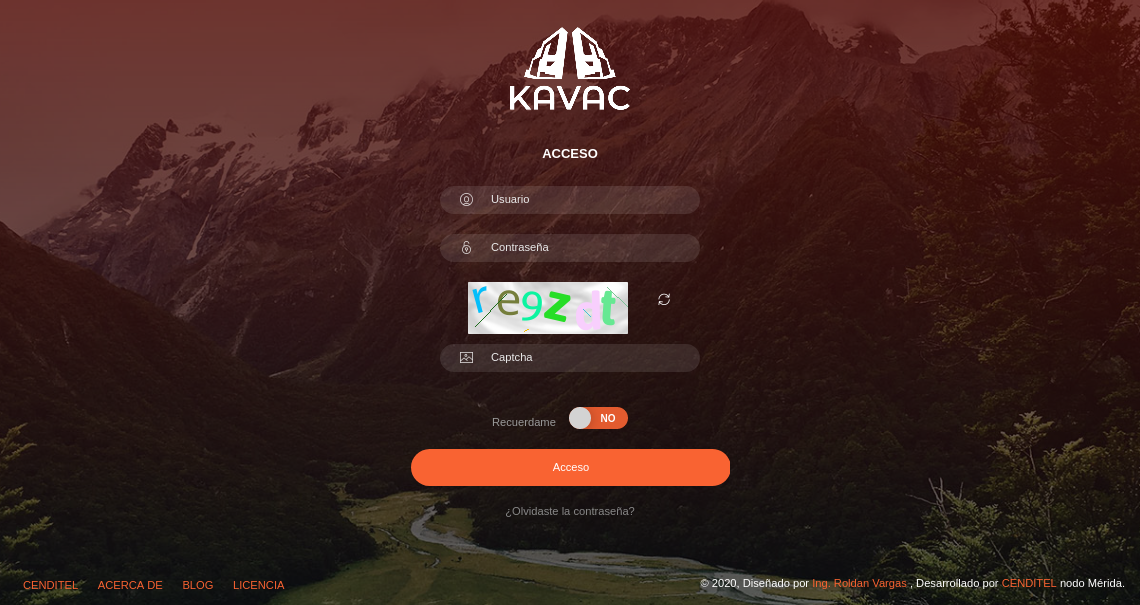 KAVAC
ACCESO
Usuario
Contraseña
re9zdt
Captcha
Recuerdame NO
Acceso
¿Olvidaste la contraseña?
CENDITEL ACERCA DE BLOG LICENCIA
© 2020, Diseñado por Ing. Roldan Vargas , Desarrollado por CENDITEL nodo Mérida.